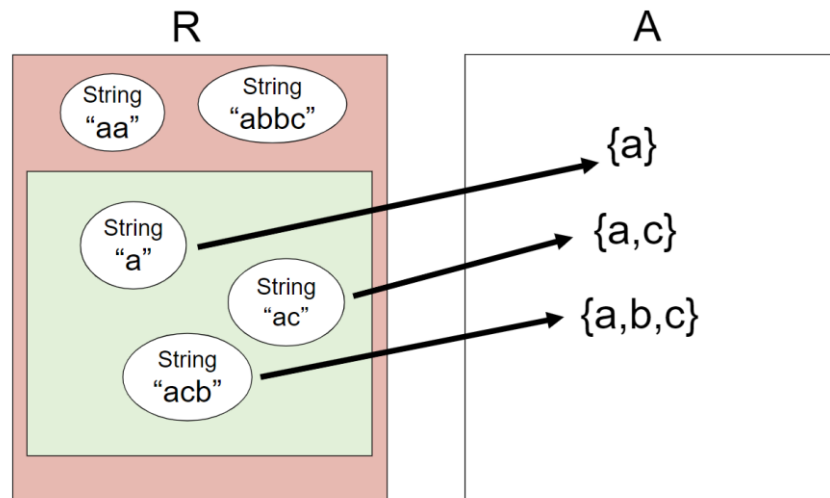 R
A
String
“aa”
String
“abbc”
String
“a”
String
“ac”
String
“acb”
{a}
{a,c}
{a,b,c}